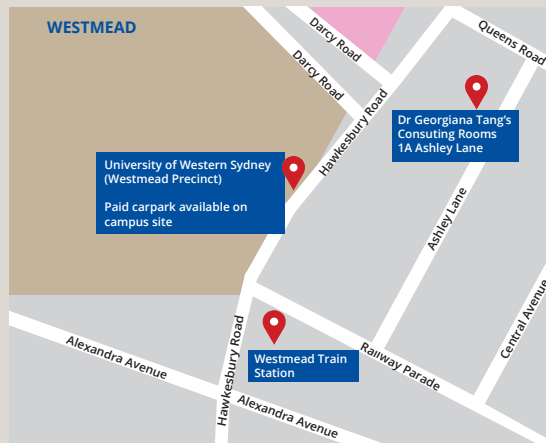 WESTMEAD
Darcy Road
Darcy Road
Queens Road
Hawkesbury Road
Dr Georgiana Tang's
Consuting Rooms
1A Ashley Lane
University of Western Sydney
(Westmead Precinct)
Paid carpark available on
campus site
Ashley Lane
Central Avenue
Hawkesbury Road
Westmead Train
Station
Railway Parade
Alexandra Avenue
Alexandra Avenue